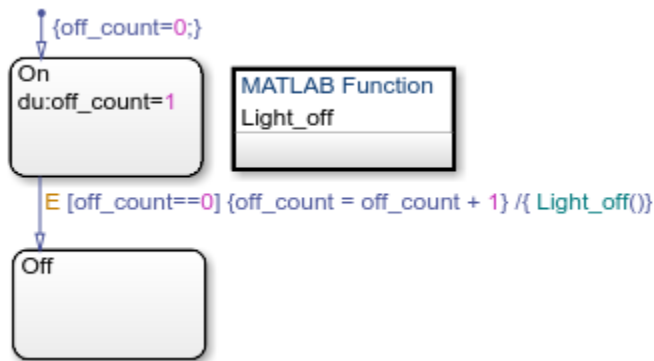 {off_count=0;}
On
du:off_count=1
MATLAB Function
Light_off
E [off_count==0] {off_count = off_count + 1} /{ Light_off()}
Off